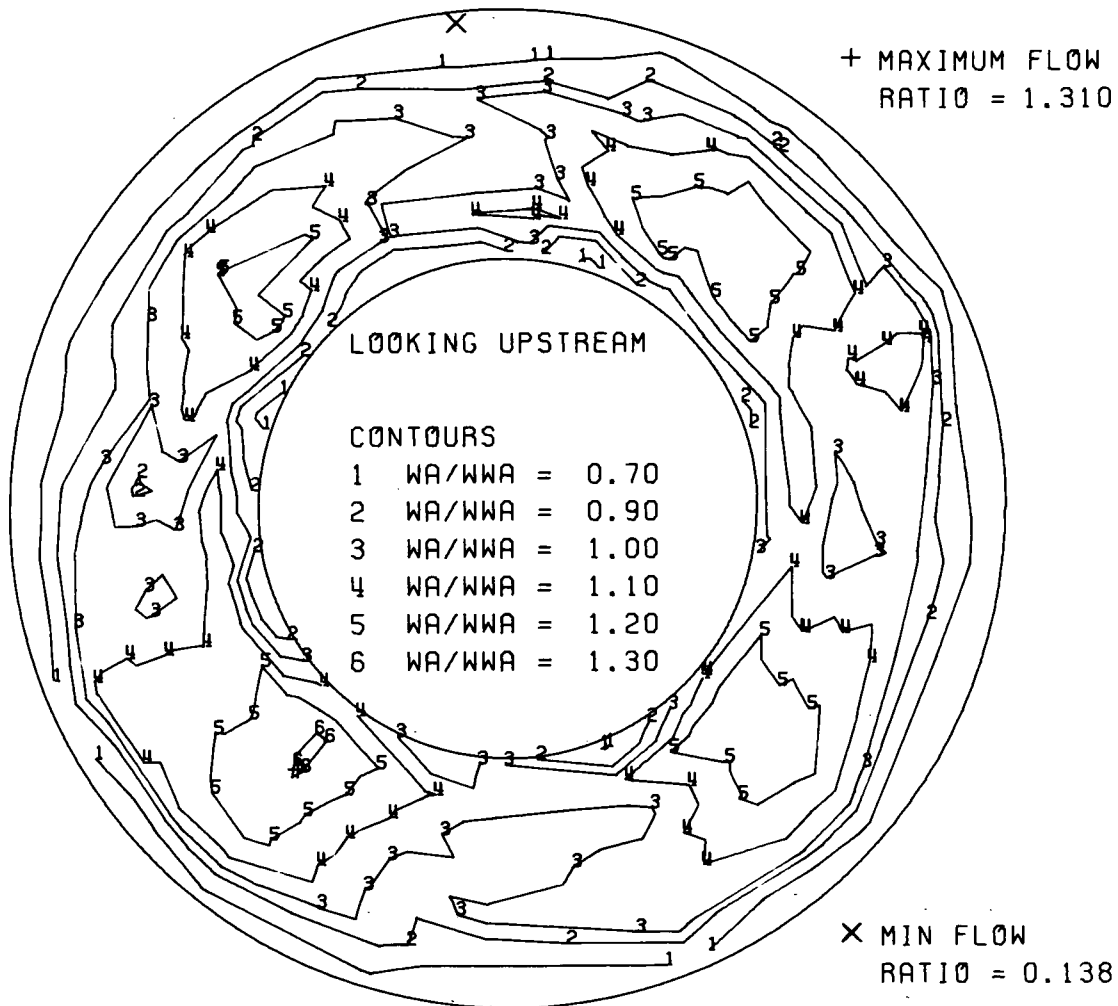 + MAXIMUM FLOW
RATIO = 1.310
LOOKING UPSTREAM
CONTOURS
1 WA/WWA = 0.70
2 WA/WWA = 0.90
3 WA/WWA = 1.00
4 WA/WWA = 1.10
5 WA/WWA = 1.20
6 WA/WWA = 1.30
X MIN FLOW
RATIO = 0.138